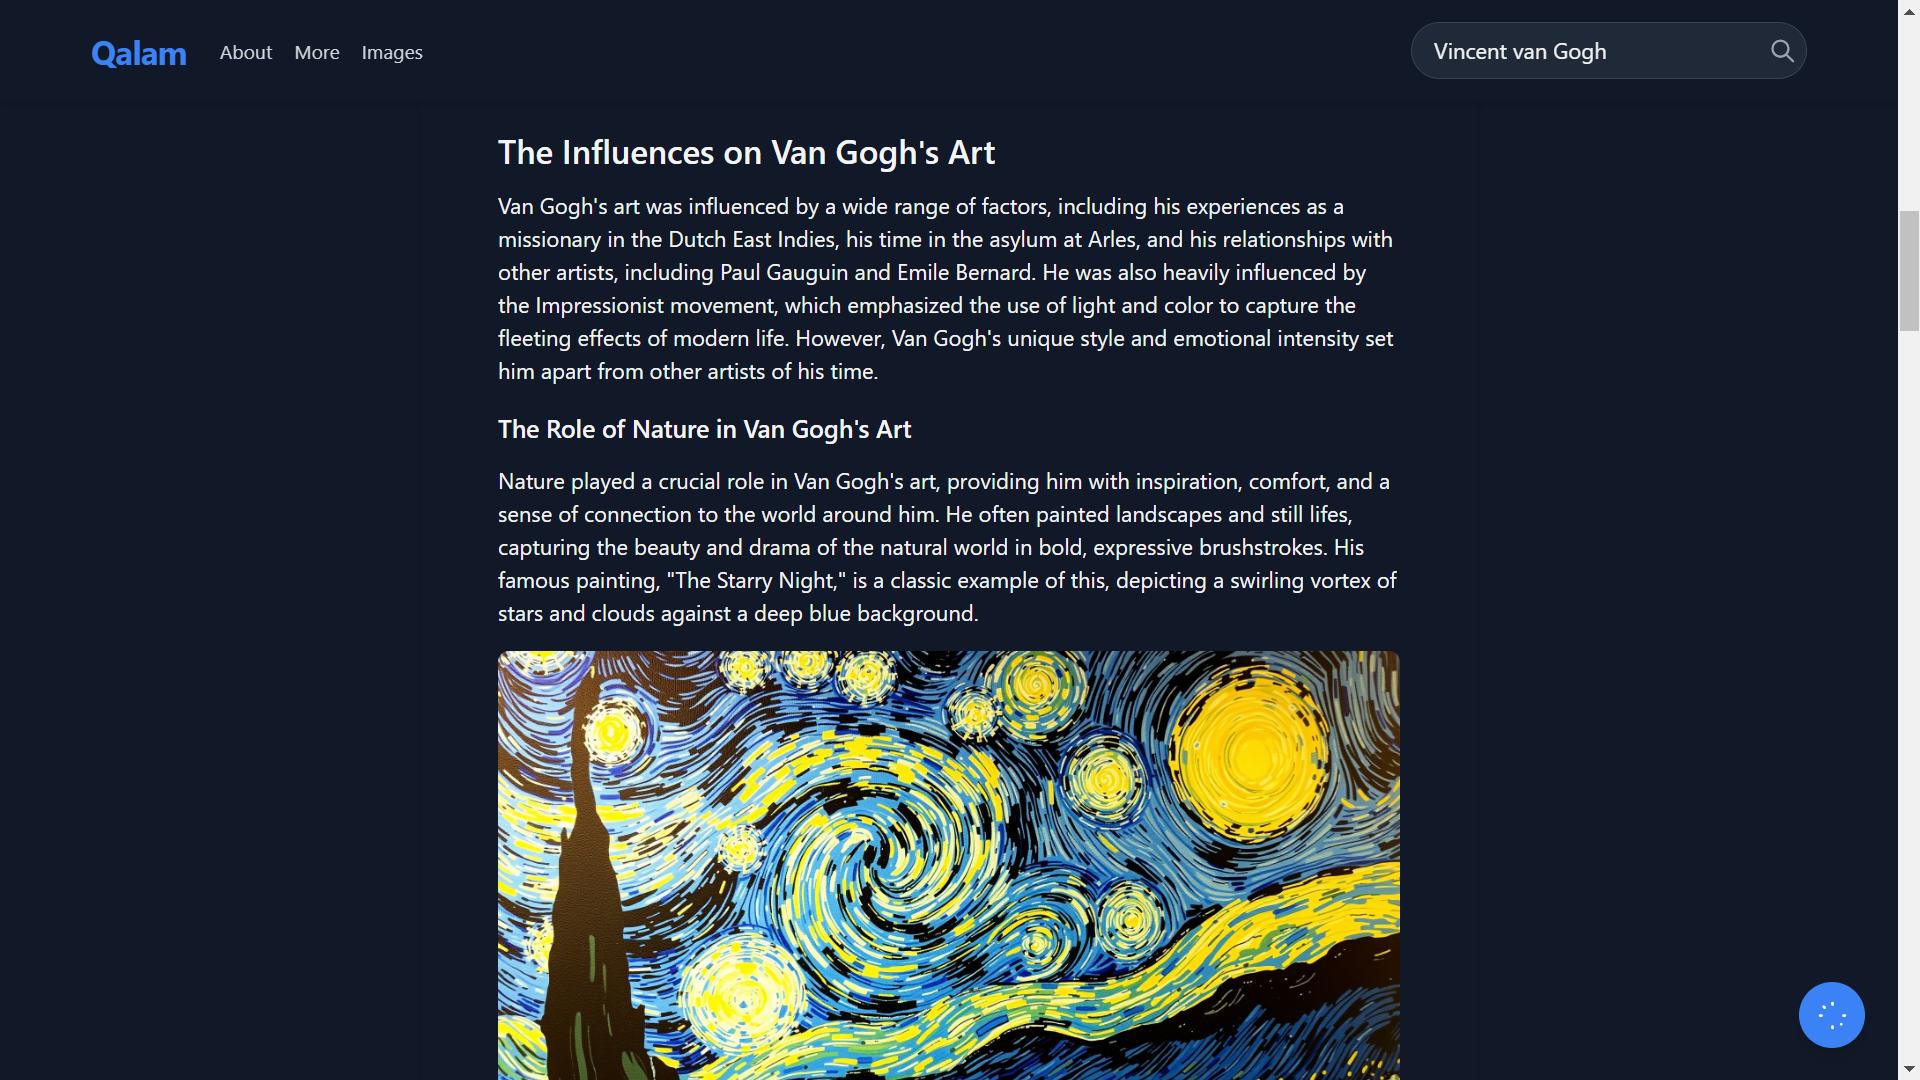 Qalam
About More Images
Vincent van Gogh
The Influences on Van Gogh's Art
Van Gogh's art was influenced by a wide range of factors, including his experiences as a
missionary in the Dutch East Indies, his time in the asylum at Arles, and his relationships with
other artists, including Paul Gauguin and Emile Bernard. He was also heavily influenced by
the Impressionist movement, which emphasized the use of light and color to capture the
fleeting effects of modern life. However, Van Gogh's unique style and emotional intensity set
him apart from other artists of his time.
The Role of Nature in Van Gogh's Art
Nature played a crucial role in Van Gogh's art, providing him with inspiration, comfort, and a
sense of connection to the world around him. He often painted landscapes and still lifes,
capturing the beauty and drama of the natural world in bold, expressive brushstrokes. His
famous painting, "The Starry Night," is a classic example of this, depicting a swirling vortex of
stars and clouds against a deep blue background.